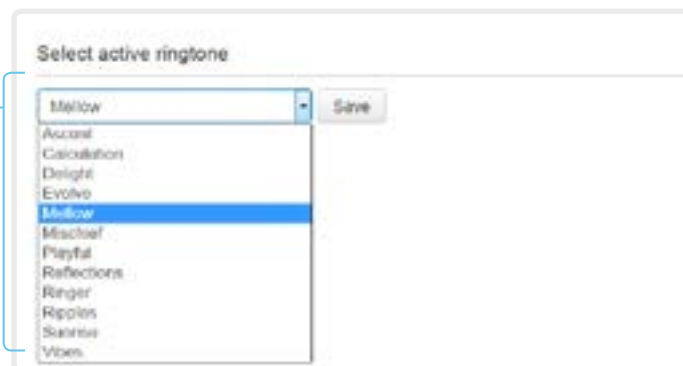 Select active ringtone
Mellow
Save
Ascent
Calculation
Delight
Evolve
Mellow
Mischief
Playful
Reflections
Ringer
Ripples
Sunrise
Vibes